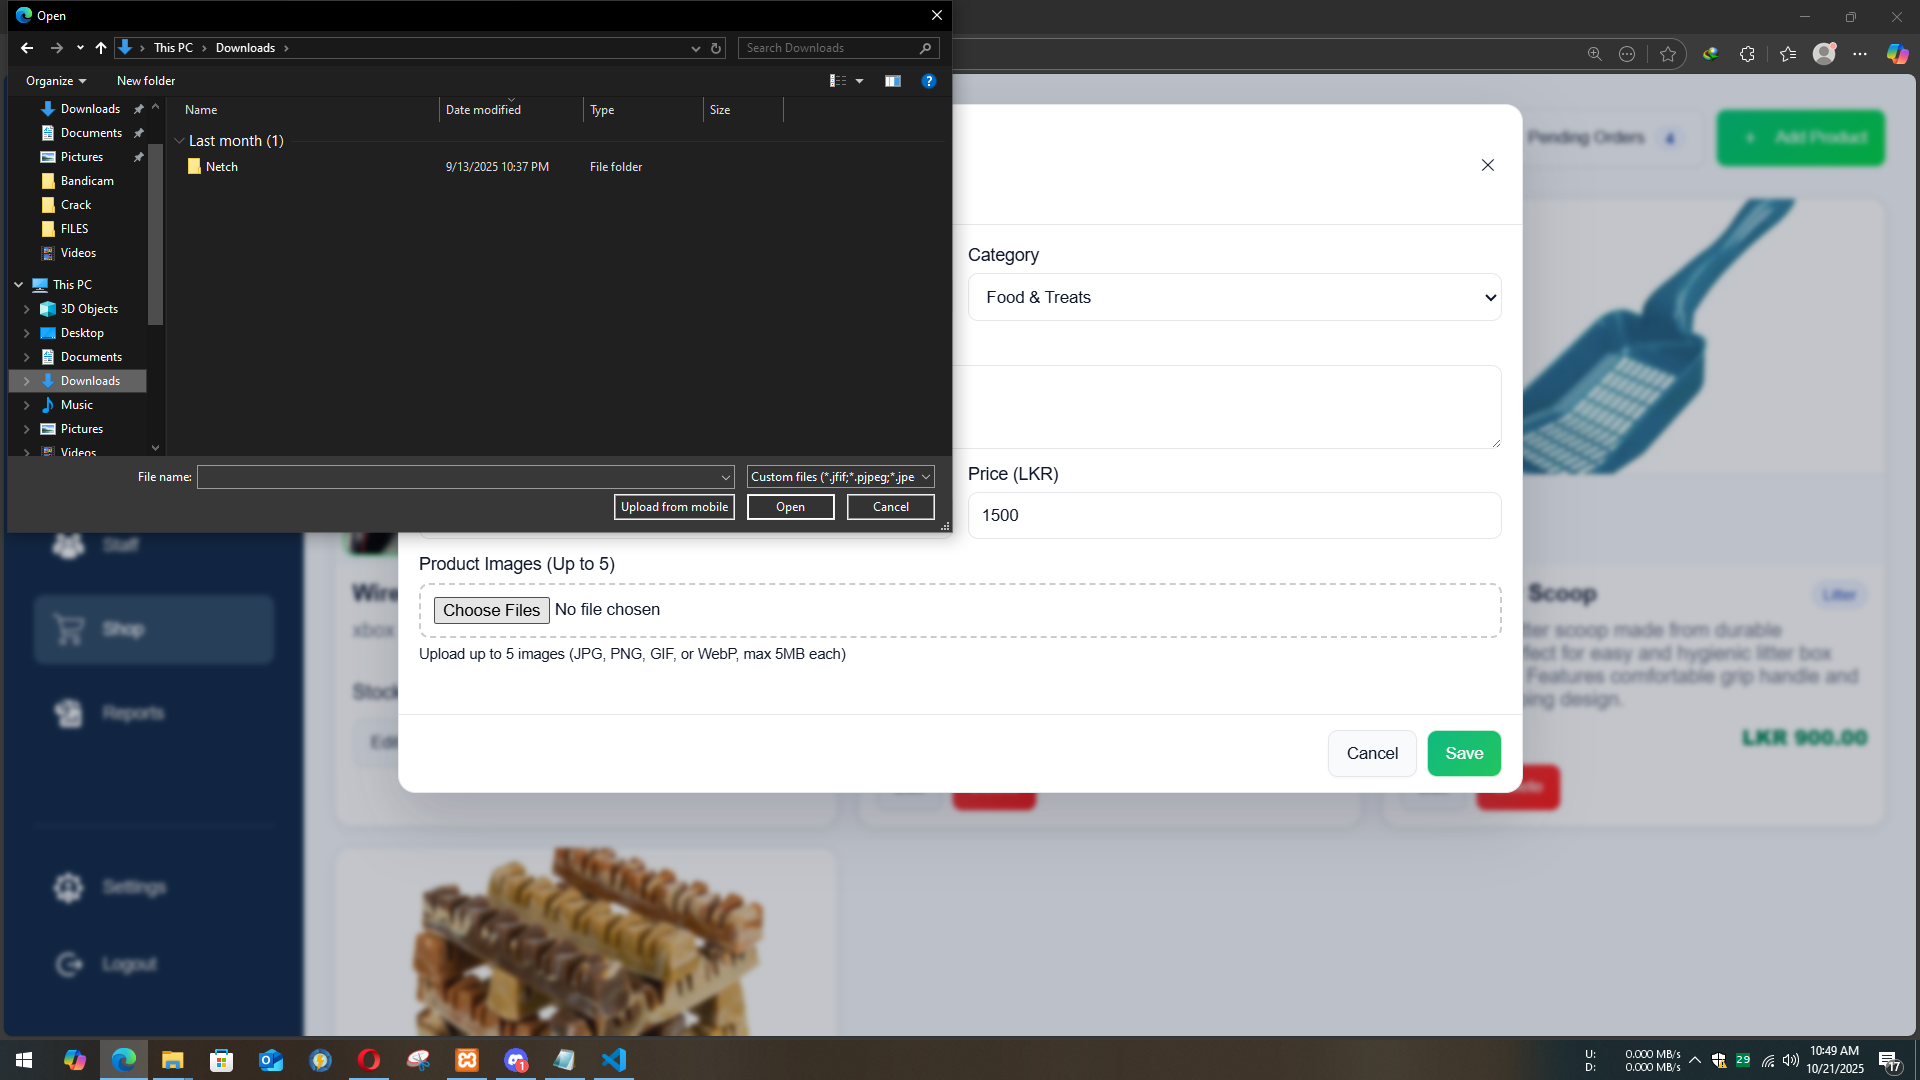 Open
This PC
Downloads
Search Downloads
Organize
New folder
Downloads
Documents
Pictures
Bandicam
Crack
FILES
Videos
This PC
3D Objects
Desktop
Documents
Downloads
Music
Pictures
Videos
Name
Date modified
Type
Size
Last month (1)
Netch
9/13/2025 10:37 PM
File folder
File name:
Custom files (*.jfif;*.pjpeg;*.jpe
Upload from mobile
Open
Cancel
Pending Orders
4
+ Add Product
Category
Food & Treats
Price (LKR)
1500
Product Images (Up to 5)
Choose Files No file chosen
Upload up to 5 images (JPG, PNG, GIF, or WebP, max 5MB each)
Cancel
Save
Staff
Shop
Reports
Settings
Logout
Wire
xbox
Stock
Edit
Scoop
Litter
scoop made from durable
for easy and hygienic litter box
Features comfortable grip handle and
design.
LKR 900.00
U: 0.000 MB/s
D: 0.000 MB/s
29
10:49 AM
10/21/2025
17
1